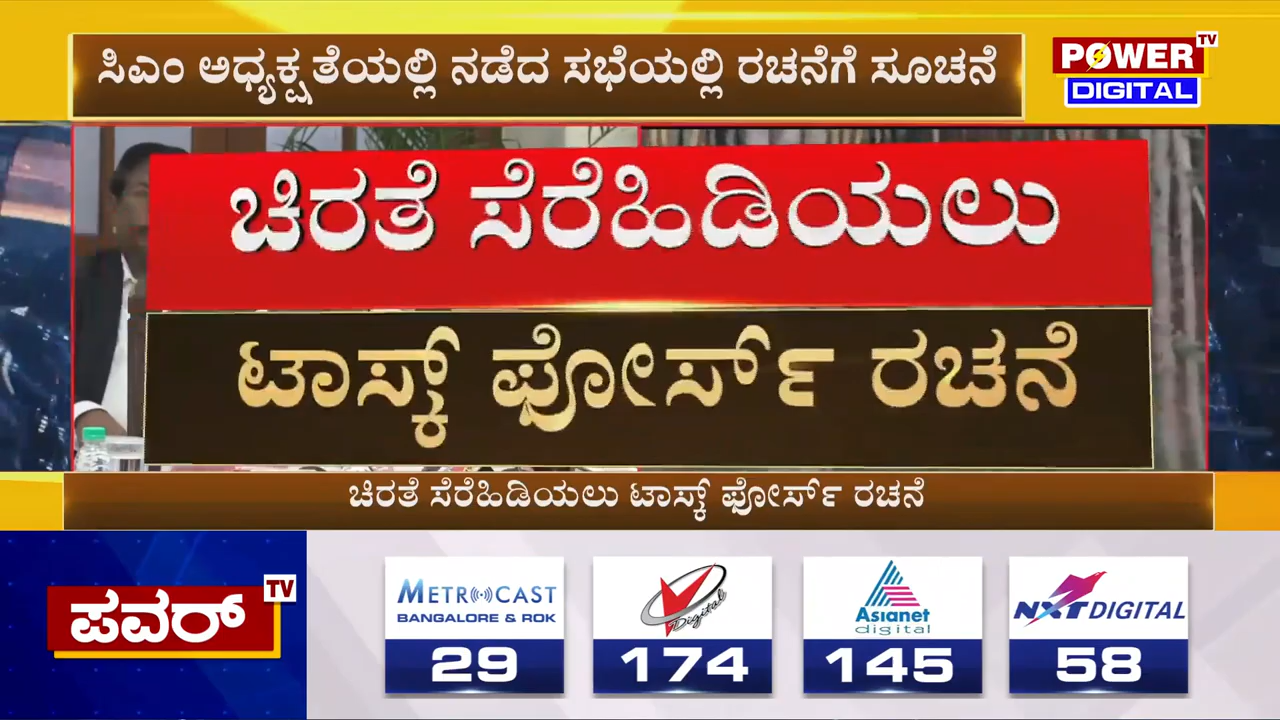 ಸಿಎಂ ಅಧ್ಯಕ್ಷತೆಯಲ್ಲಿ ನಡೆದ ಸಭೆಯಲ್ಲಿ ರಚನೆಗೆ ಸೂಚನೆ
POWER TV
DIGITAL
ಚಿರತೆ ಸೆರೆಹಿಡಿಯಲು
ಟಾಸ್ಕ್ ಫೋರ್ಸ್ ರಚನೆ
ಚಿರತೆ ಸೆರೆಹಿಡಿಯಲು ಟಾಸ್ಕ್ ಫೋರ್ಸ್ ರಚನೆ
ಪವರ್ TV
METROCAST
BANGALORE & ROK
29
V Digital
174
Asianet
digital
145
NXTDIGITAL
58